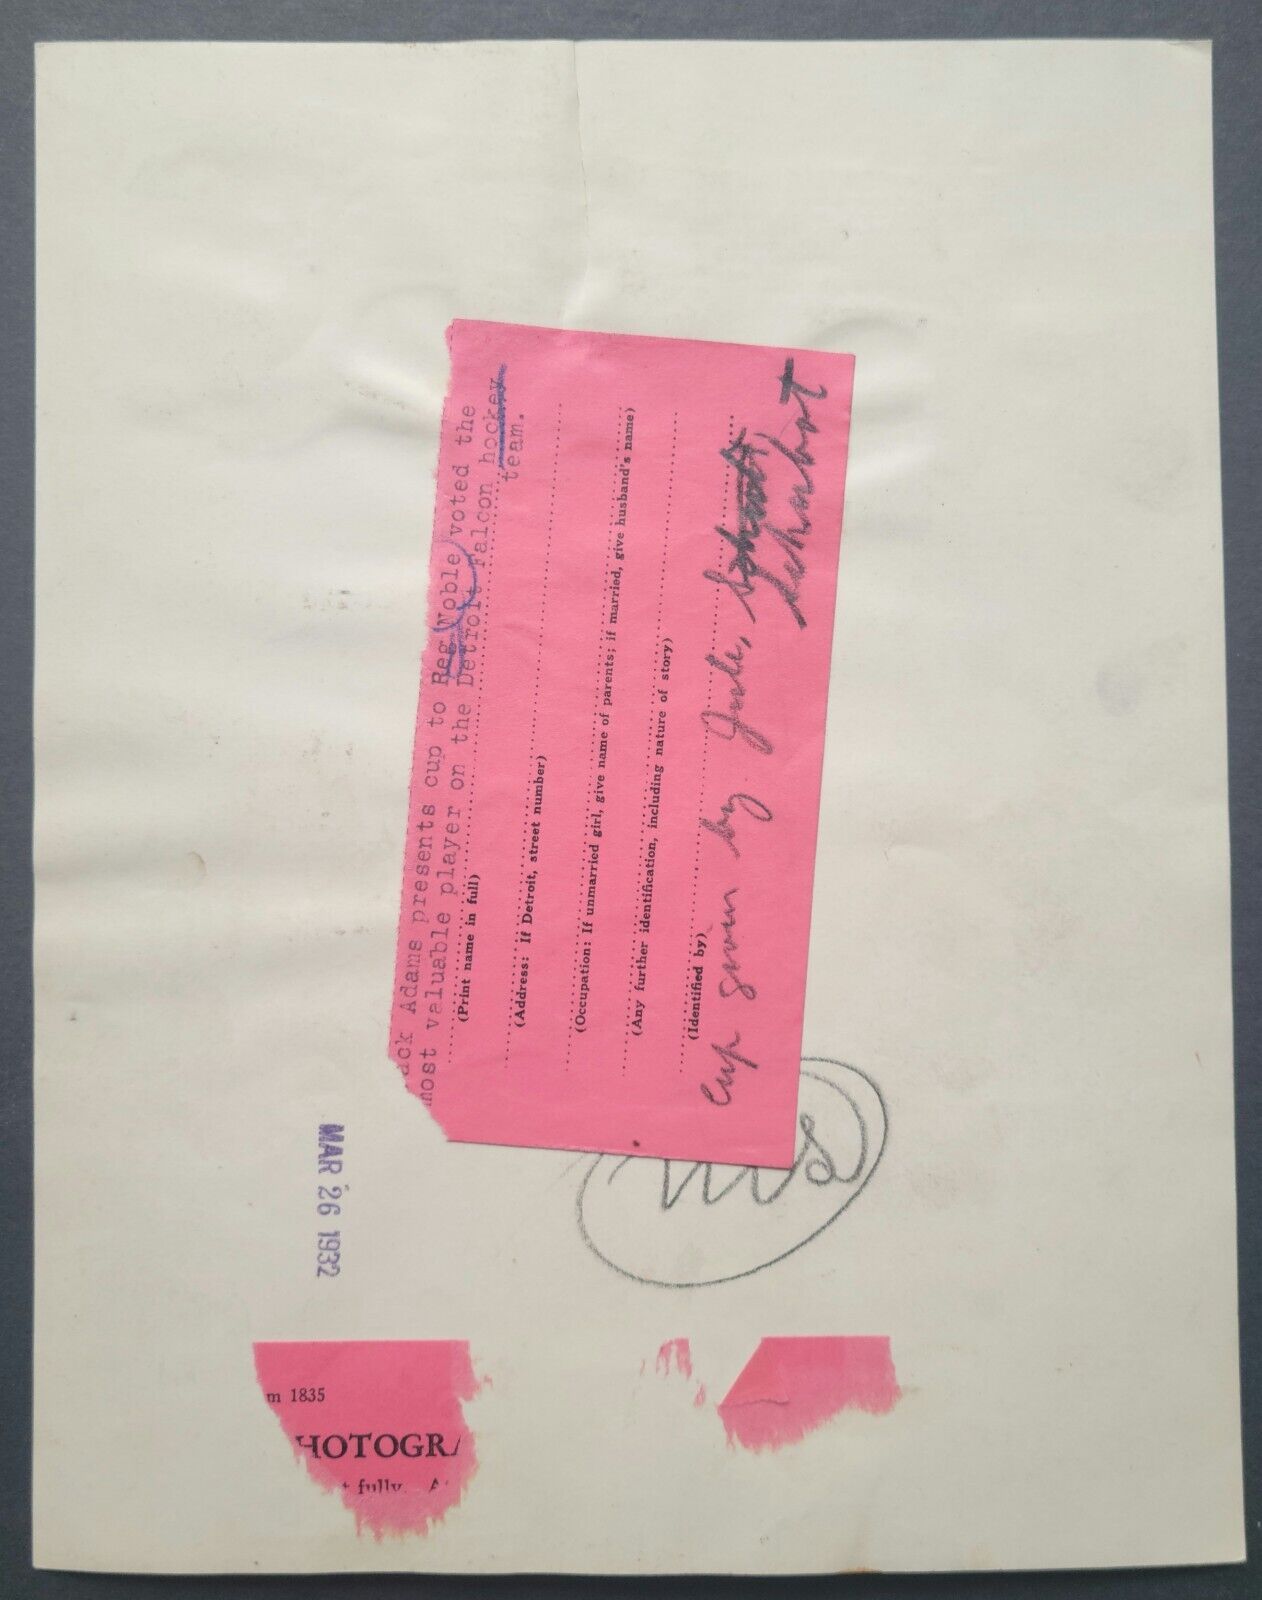 ack Adams presents cup to Reg Noble voted the
most valuable player on the Detroit Falcon hockey
team.
(Print name in full)
(Address: If Detroit, street number)
(Occupation: If unmarried girl, give name of parents; if married, give husband's name)
(Any further identification, including nature of story)
(Identified by)
Cup given by
MAR 26 1932
m 1835
HOTOGRA
t fully. A